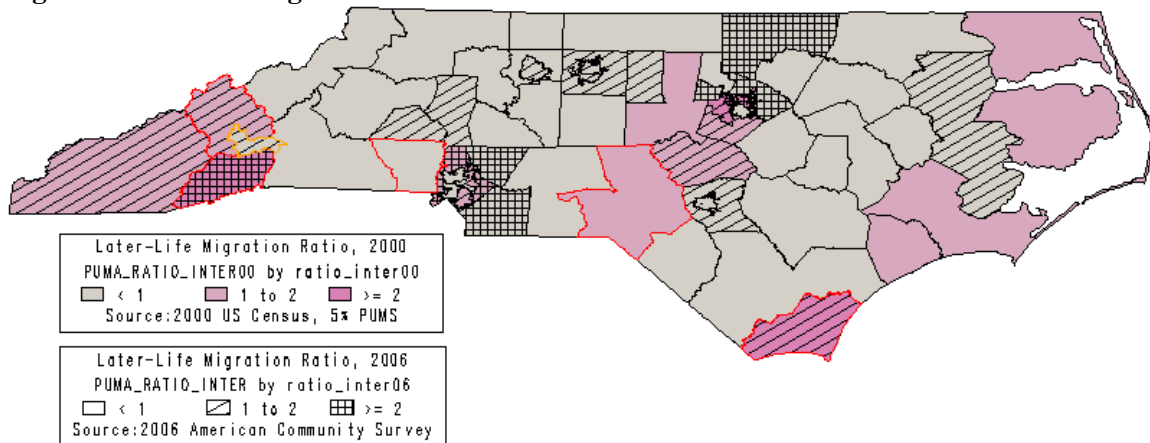 Later-Life Migration Ratio, 2000
PUMA_RATIO_INTER00 by ratio_inter00
< 1 1 to 2 >= 2
Source:2000 US Census, 5% PUMS
Later-Life Migration Ratio, 2006
PUMA_RATIO_INTER by ratio_inter06
< 1 1 to 2 >= 2
Source:2006 American Community Survey